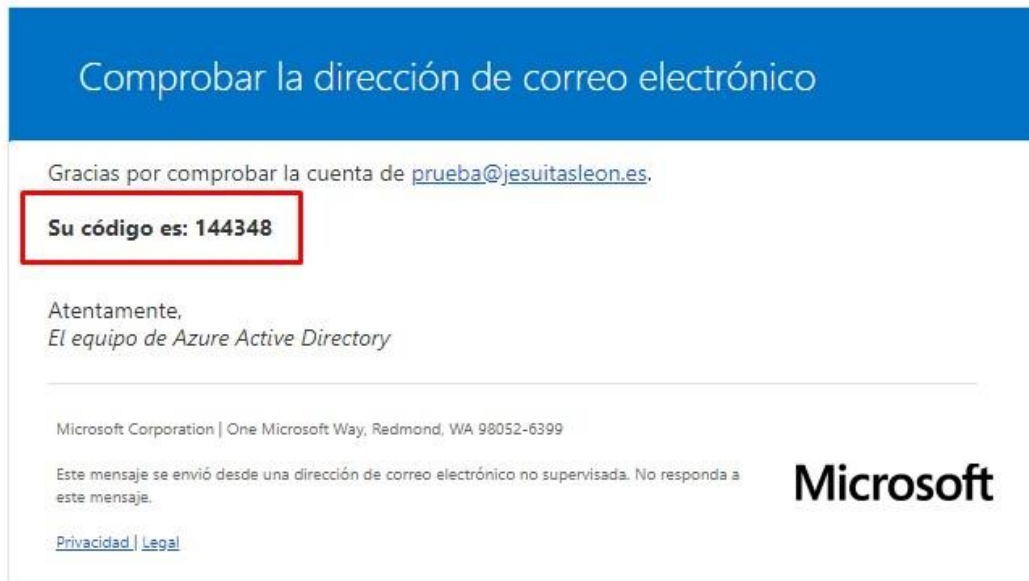 Comprobar la dirección de correo electrónico
Gracias por comprobar la cuenta de prueba@jesuitasleon.es.
Su código es: 144348
Atentamente,
El equipo de Azure Active Directory
Microsoft Corporation | One Microsoft Way, Redmond, WA 98052-6399
Este mensaje se envió desde una dirección de correo electrónico no supervisada. No responda a
este mensaje.
Microsoft
Privacidad | Legal